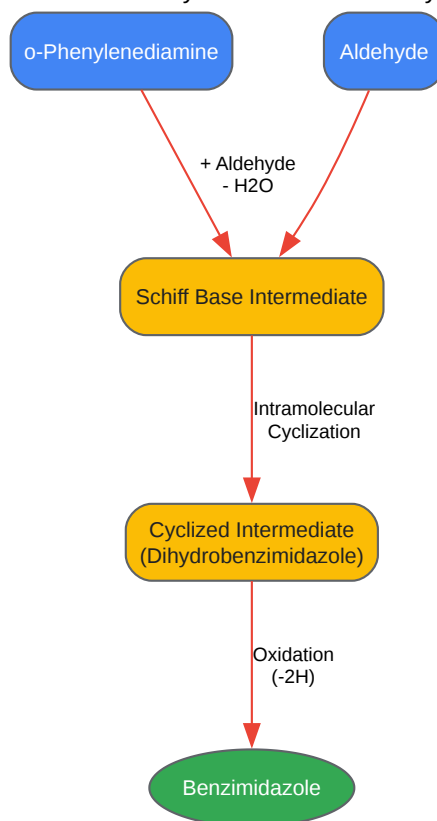 o-Phenylenediamine
Aldehyde
+ Aldehyde
- H2O
Schiff Base Intermediate
Intramolecular
Cyclization
Cyclized Intermediate
(Dihydrobenzimidazole)
Oxidation
(-2H)
Benzimidazole